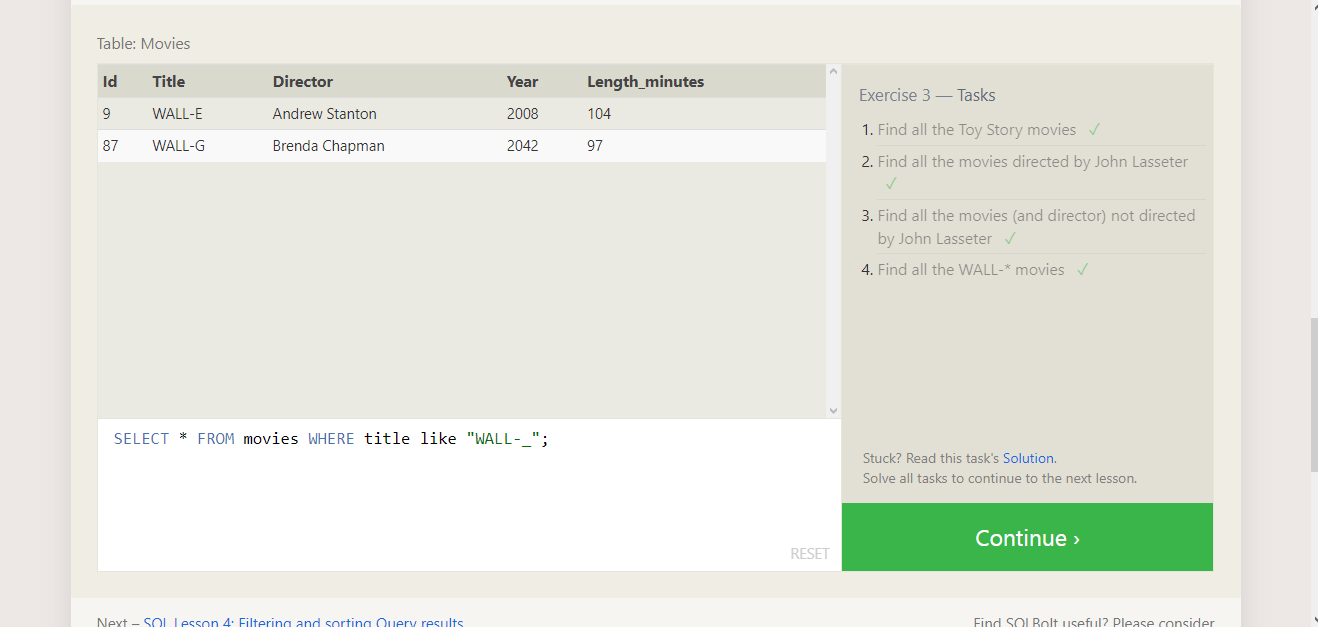 Table: Movies
Id Title Director Year Length_minutes
9 WALL-E Andrew Stanton 2008 104
87 WALL-G Brenda Chapman 2042 97
SELECT * FROM movies WHERE title like "WALL-_";
RESET
Exercise 3 — Tasks
1. Find all the Toy Story movies ✓
2. Find all the movies directed by John Lasseter
✓
3. Find all the movies (and director) not directed
by John Lasseter ✓
4. Find all the WALL-* movies ✓
Stuck? Read this task's Solution.
Solve all tasks to continue to the next lesson.
Continue ›
Next – SQL Lesson 4: Filtering and sorting Query results
Find SQLBolt useful? Please consider